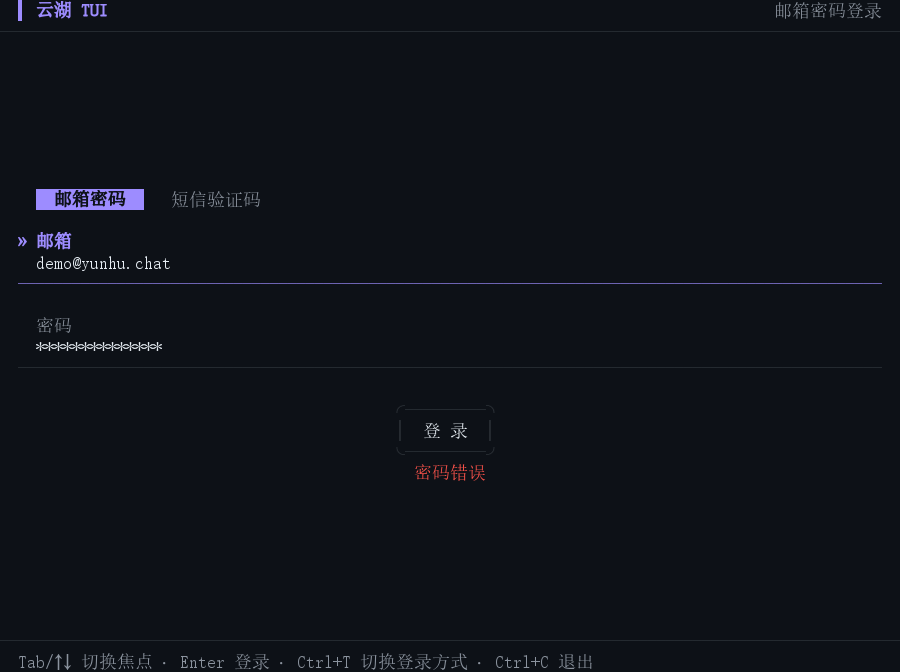 云湖 TUI 邮箱密码登录
邮箱密码 短信验证码
» 邮箱
demo@yunhu.chat
密码
**************
登 录
密码错误
Tab/↑↓ 切换焦点 · Enter 登录 · Ctrl+T 切换登录方式 · Ctrl+C 退出